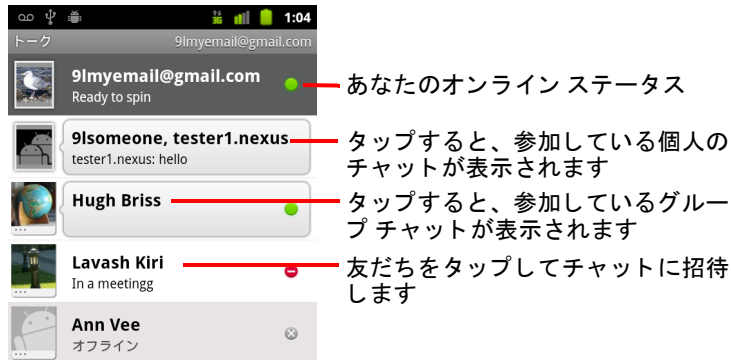 3G 1:04
トーク 9lmyemail@gmail.com
9lmyemail@gmail.com
Ready to spin
あなたのオンライン ステータス
9lsomeone, tester1.nexus
tester1.nexus: hello
タップすると、参加している個人の
チャットが表示されます
Hugh Briss
タップすると、参加しているグルー
プ チャットが表示されます
Lavash Kiri
In a meetingg
友だちをタップしてチャットに招待
します
Ann Vee
オフライン